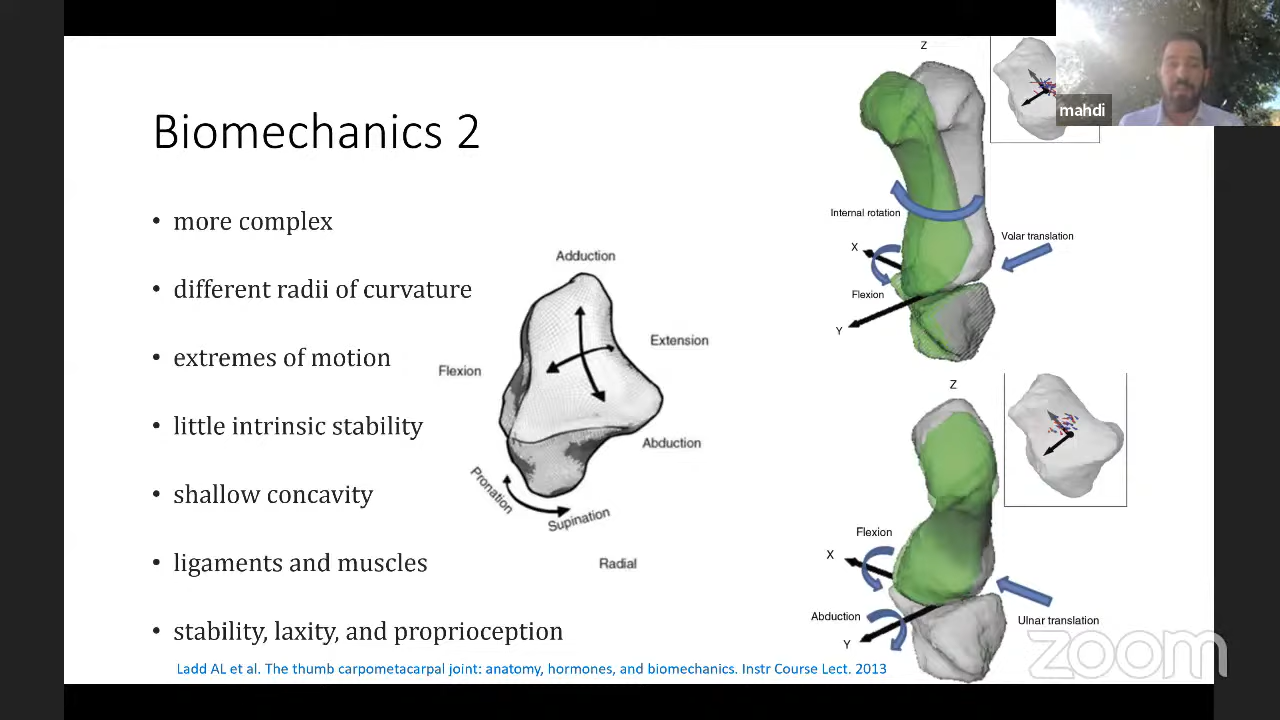 Biomechanics 2
• more complex
• different radii of curvature
• extremes of motion
• little intrinsic stability
• shallow concavity
• ligaments and muscles
• stability, laxity, and proprioception
Ladd AL et al. The thumb carpometacarpal joint: anatomy, hormones, and biomechanics. Instr Course Lect. 2013
Adduction
Extension
Flexion
Abduction
Pronation
Supination
Radial
Z
Internal rotation
Volar translation
X
Flexion
Y
Z
Flexion
X
Abduction
Y
Ulnar translation
mahdi
zoom